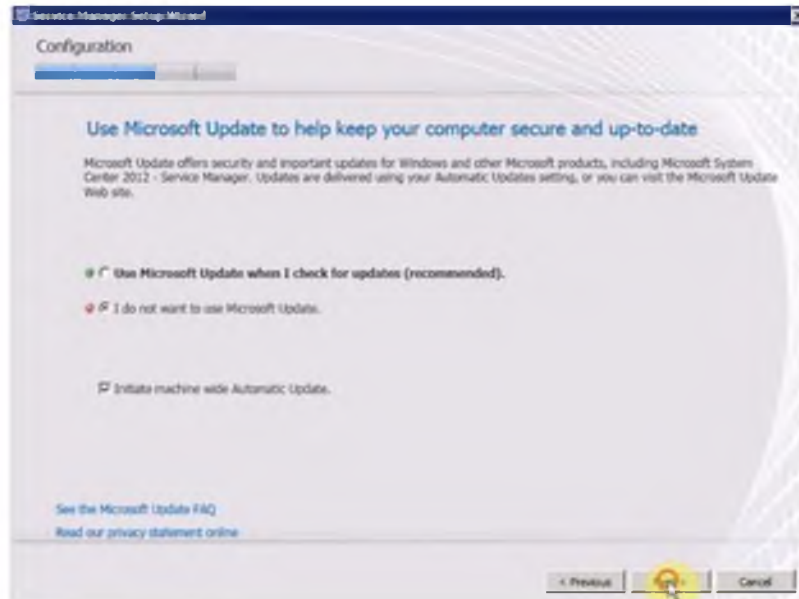 Service Manager Setup Wizard
Configuration
Use Microsoft Update to help keep your computer secure and up-to-date
Microsoft Update offers security and important updates for Windows and other Microsoft products, including Microsoft System
Center 2012 - Service Manager. Updates are delivered using your Automatic Updates setting, or you can visit the Microsoft Update
Web site.
Use Microsoft Update when I check for updates (recommended).
I do not want to use Microsoft Update.
Initiate machine wide Automatic Update.
See the Microsoft Update FAQ
Read our privacy statement online
< Previous
Cancel